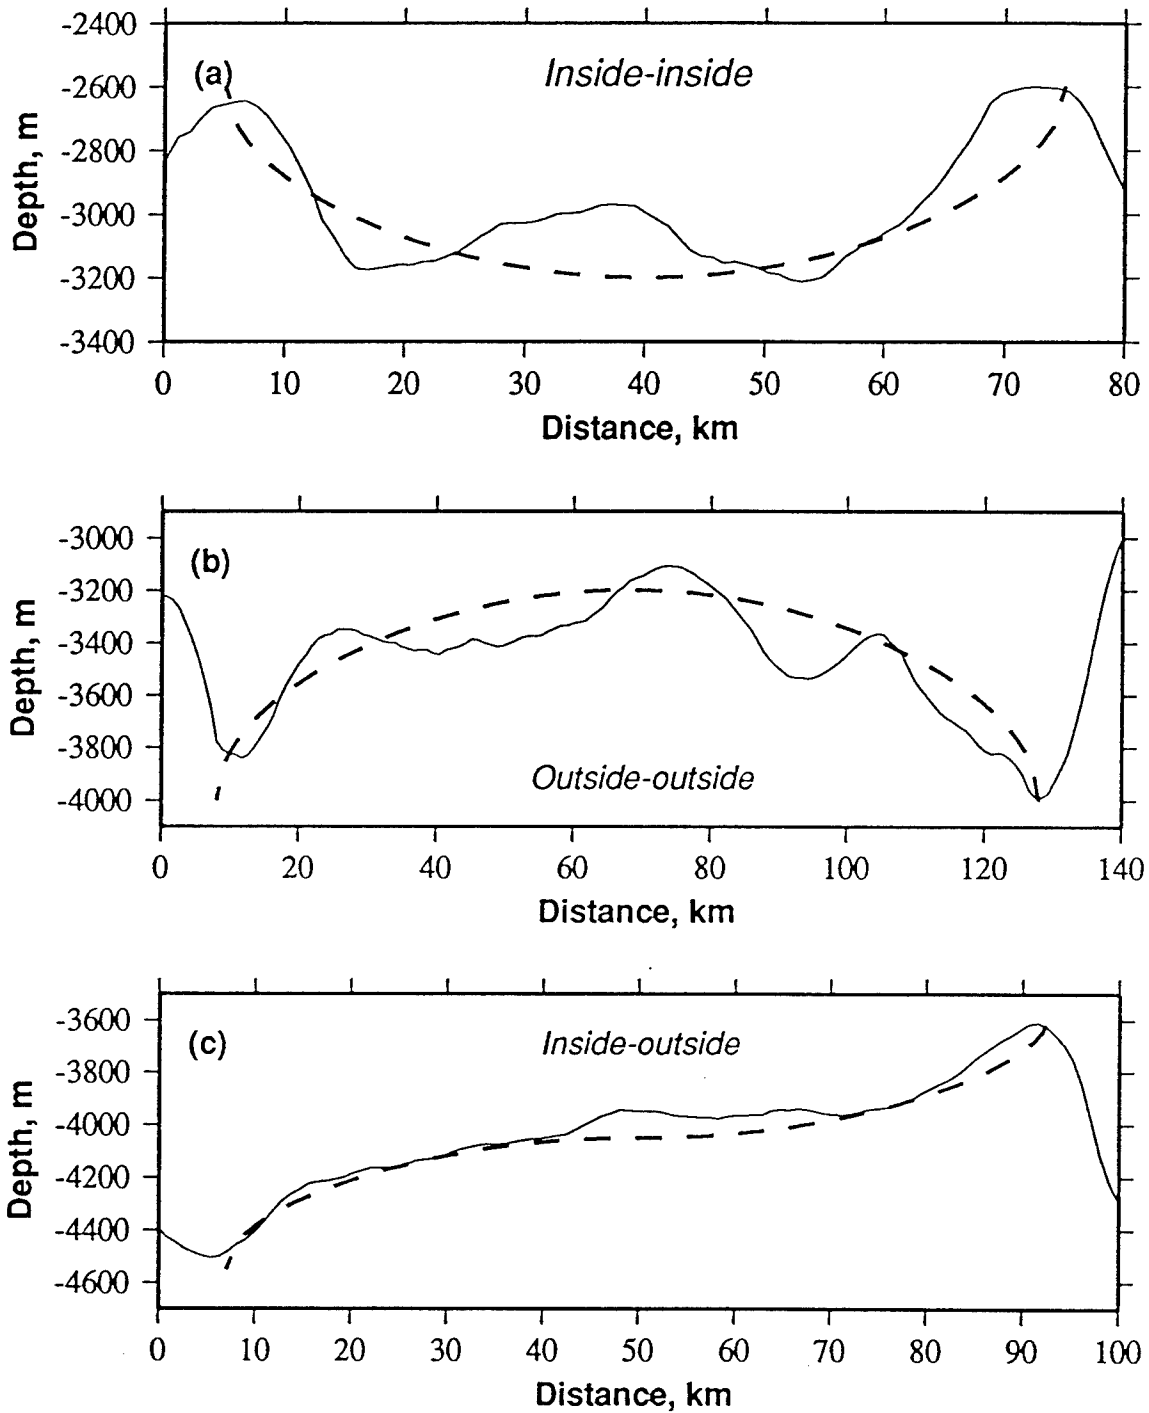 -2400
(a)
Inside-inside
-2600
-2800
-3000
-3200
-3400
Depth, m
0 10 20 30 40 50 60 70 80
Distance, km
-3000
(b)
-3200
-3400
-3600
-3800
Outside-outside
-4000
Depth, m
0 20 40 60 80 100 120 140
Distance, km
-3600
(c)
Inside-outside
-3800
-4000
-4200
-4400
-4600
Depth, m
0 10 20 30 40 50 60 70 80 90 100
Distance, km